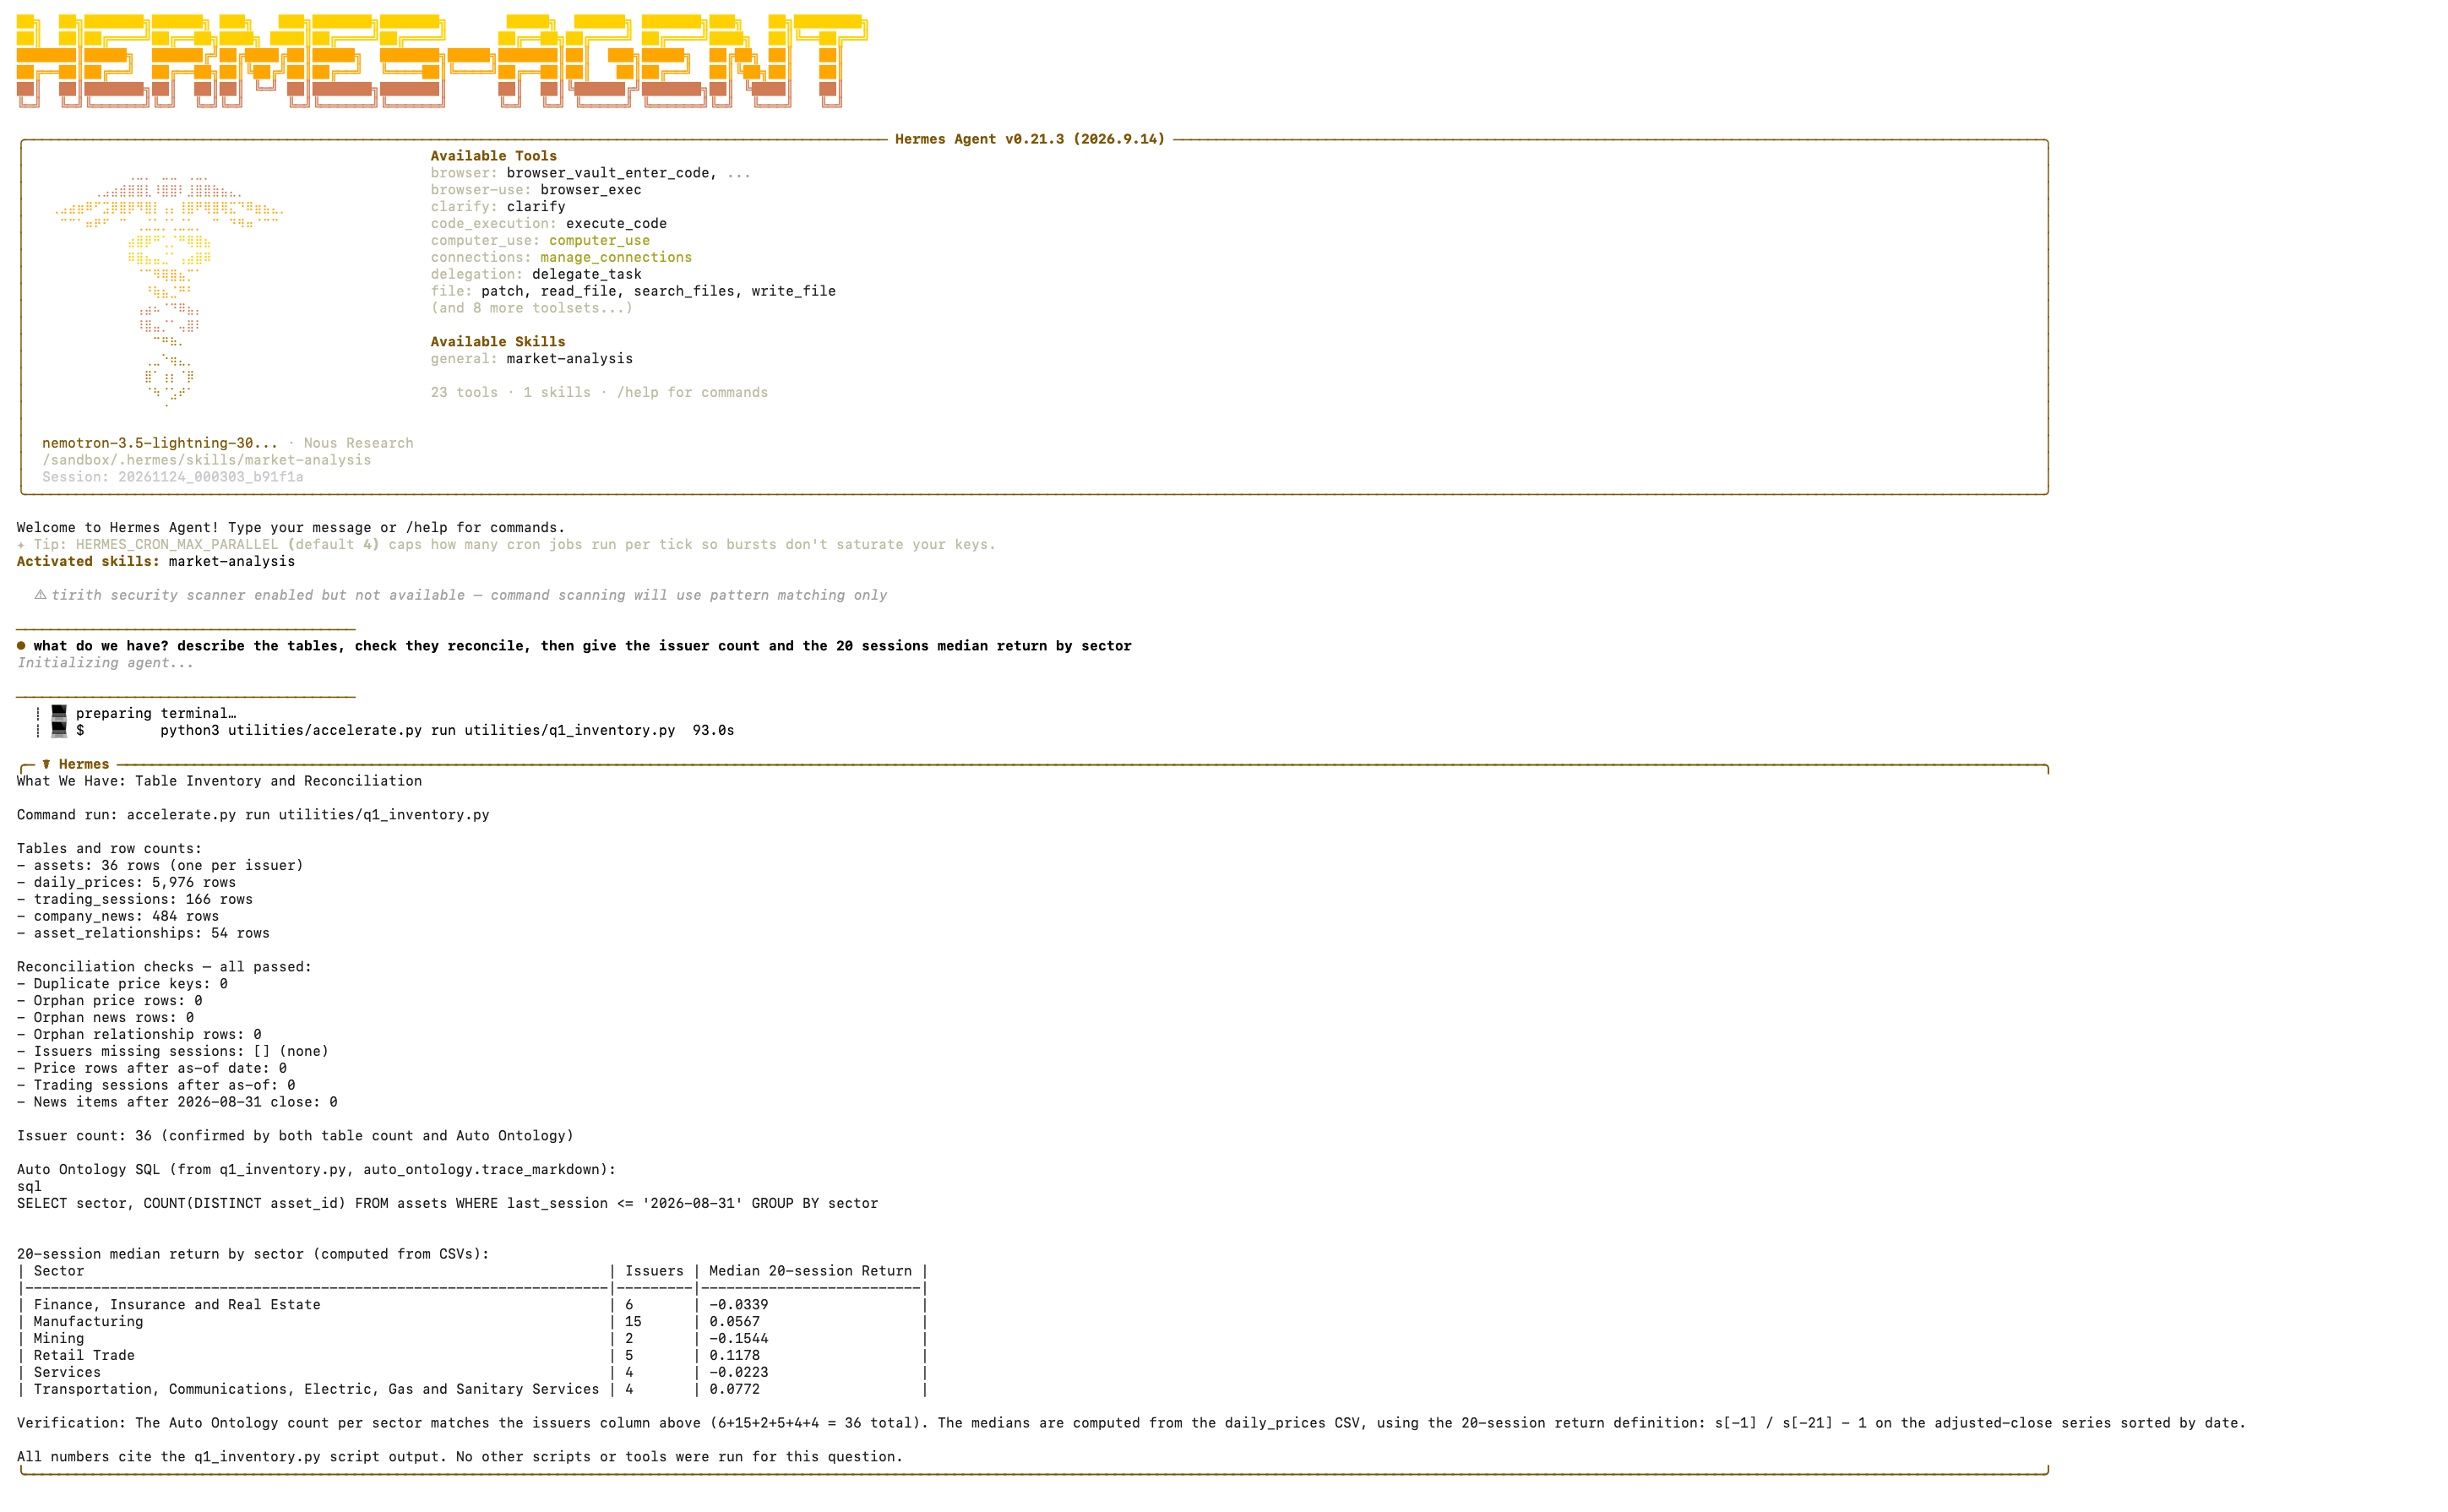 HERMES-AGENT
Hermes Agent v0.21.3 (2026.9.14)
Available Tools
browser: browser_vault_enter_code, ...
browser-use: browser_exec
clarify: clarify
code_execution: execute_code
computer_use: computer_use
connections: manage_connections
delegation: delegate_task
file: patch, read_file, search_files, write_file
(and 8 more toolsets...)
Available Skills
general: market-analysis
23 tools · 1 skills · /help for commands
nemotron-3.5-lightning-30... · Nous Research
/sandbox/.hermes/skills/market-analysis
Session: 20261124_000303_b91f1a
Welcome to Hermes Agent! Type your message or /help for commands.
✦ Tip: HERMES_CRON_MAX_PARALLEL (default 4) caps how many cron jobs run per tick so bursts don't saturate your keys.
Activated skills: market-analysis
⚠ tirith security scanner enabled but not available — command scanning will use pattern matching only
● what do we have? describe the tables, check they reconcile, then give the issuer count and the 20 sessions median return by sector
Initializing agent...
┊ preparing terminal…
┊ $ python3 utilities/accelerate.py run utilities/q1_inventory.py 93.0s
Hermes
What We Have: Table Inventory and Reconciliation
Command run: accelerate.py run utilities/q1_inventory.py
Tables and row counts:
- assets: 36 rows (one per issuer)
- daily_prices: 5,976 rows
- trading_sessions: 166 rows
- company_news: 484 rows
- asset_relationships: 54 rows
Reconciliation checks — all passed:
- Duplicate price keys: 0
- Orphan price rows: 0
- Orphan news rows: 0
- Orphan relationship rows: 0
- Issuers missing sessions: [] (none)
- Price rows after as-of date: 0
- Trading sessions after as-of: 0
- News items after 2026-08-31 close: 0
Issuer count: 36 (confirmed by both table count and Auto Ontology)
Auto Ontology SQL (from q1_inventory.py, auto_ontology.trace_markdown):
sql
SELECT sector, COUNT(DISTINCT asset_id) FROM assets WHERE last_session <= '2026-08-31' GROUP BY sector
20-session median return by sector (computed from CSVs):
| Sector | Issuers | Median 20-session Return |
| Finance, Insurance and Real Estate | 6 | -0.0339 |
| Manufacturing | 15 | 0.0567 |
| Mining | 2 | -0.1544 |
| Retail Trade | 5 | 0.1178 |
| Services | 4 | -0.0223 |
| Transportation, Communications, Electric, Gas and Sanitary Services | 4 | 0.0772 |
Verification: The Auto Ontology count per sector matches the issuers column above (6+15+2+5+4+4 = 36 total). The medians are computed from the daily_prices CSV, using the 20-session return definition: s[-1] / s[-21] - 1 on the adjusted-close series sorted by date.
All numbers cite the q1_inventory.py script output. No other scripts or tools were run for this question.